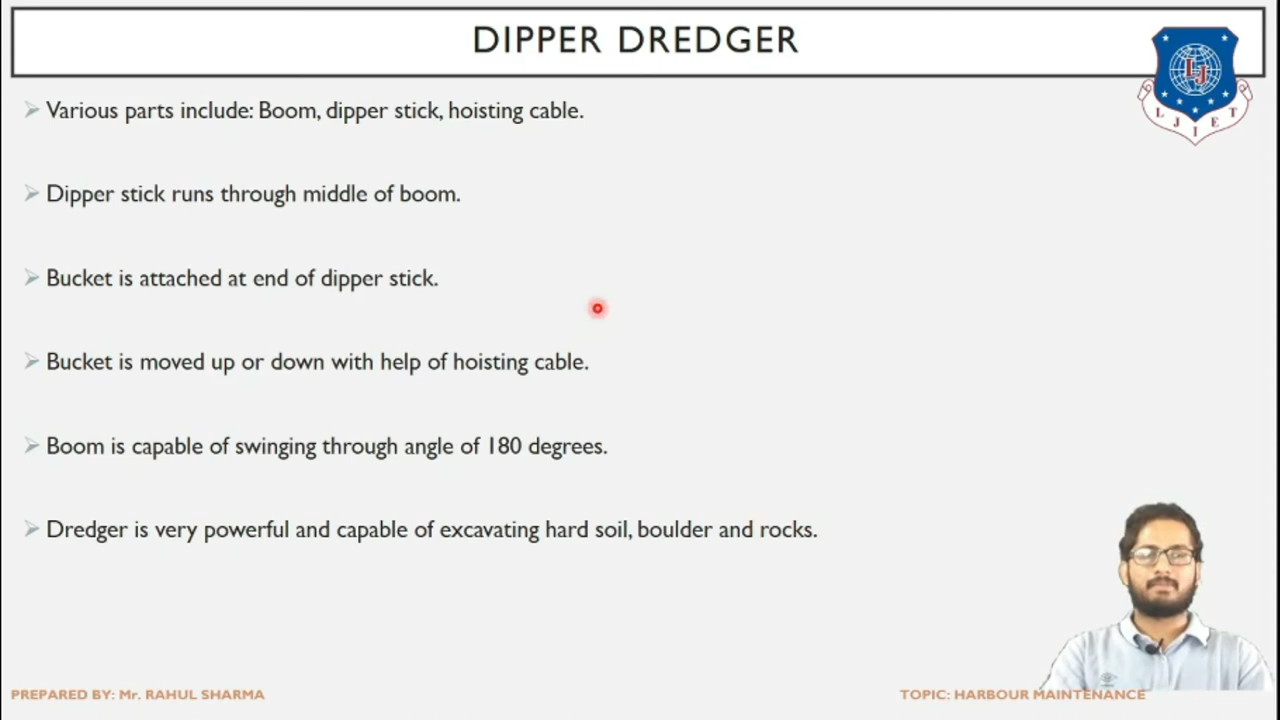 DIPPER DREDGER
L J I E T
LJ
Various parts include: Boom, dipper stick, hoisting cable.
Dipper stick runs through middle of boom.
Bucket is attached at end of dipper stick.
Bucket is moved up or down with help of hoisting cable.
Boom is capable of swinging through angle of 180 degrees.
Dredger is very powerful and capable of excavating hard soil, boulder and rocks.
PREPARED BY: Mr. RAHUL SHARMA
TOPIC: HARBOUR MAINTENANCE